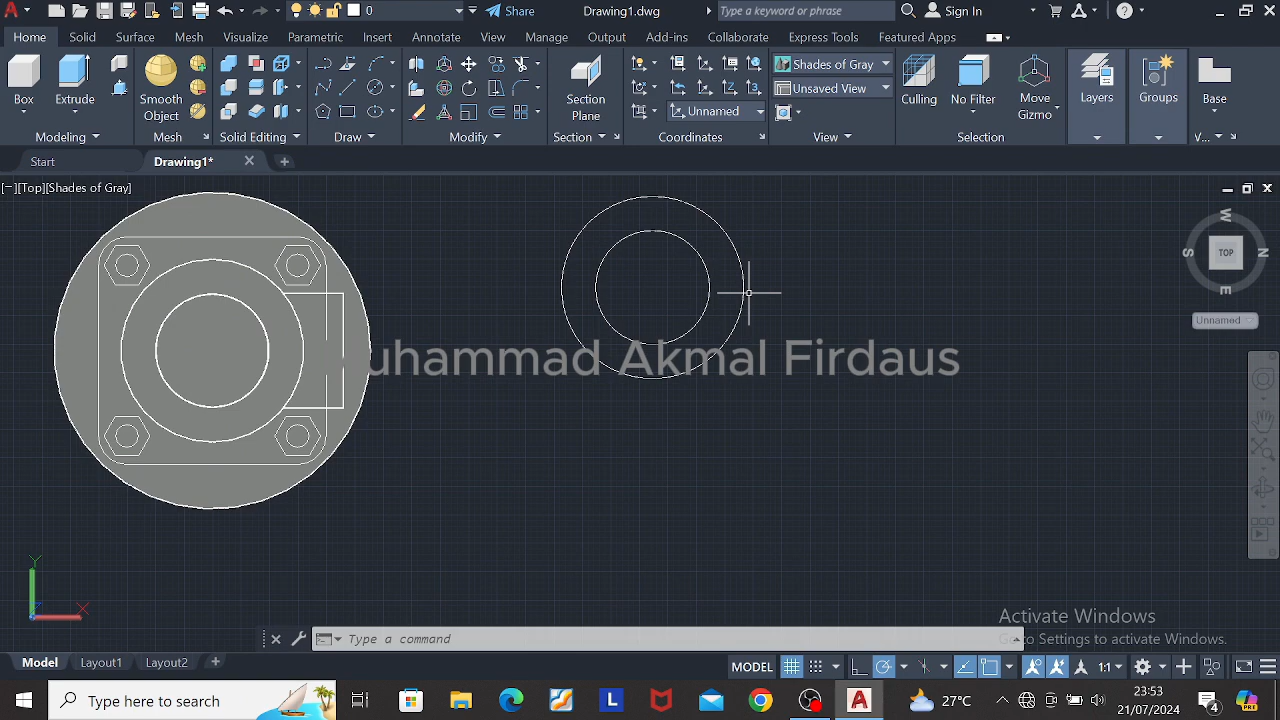 Share
Drawing1.dwg
Type a keyword or phrase
Sign In
Home
Solid
Surface
Mesh
Visualize
Parametric
Insert
Annotate
View
Manage
Output
Add-ins
Collaborate
Express Tools
Featured Apps
Box
Extrude
Smooth Object
Section Plane
Unnamed
Shades of Gray
Unsaved View
Culling
No Filter
Move Gizmo
Layers
Groups
Base
Modeling
Mesh
Solid Editing
Draw
Modify
Section
Coordinates
View
Selection
V...
Start
Drawing1*
[−][Top][Shades of Gray]
W
S TOP N
E
Unnamed
uhammad Akmal Firdaus
Y
X
Activate Windows
Go to Settings to activate Windows.
Type a command
Model
Layout1
Layout2
MODEL
1:1
Type here to search
27°C
23:53
21/07/2024
4
PRE